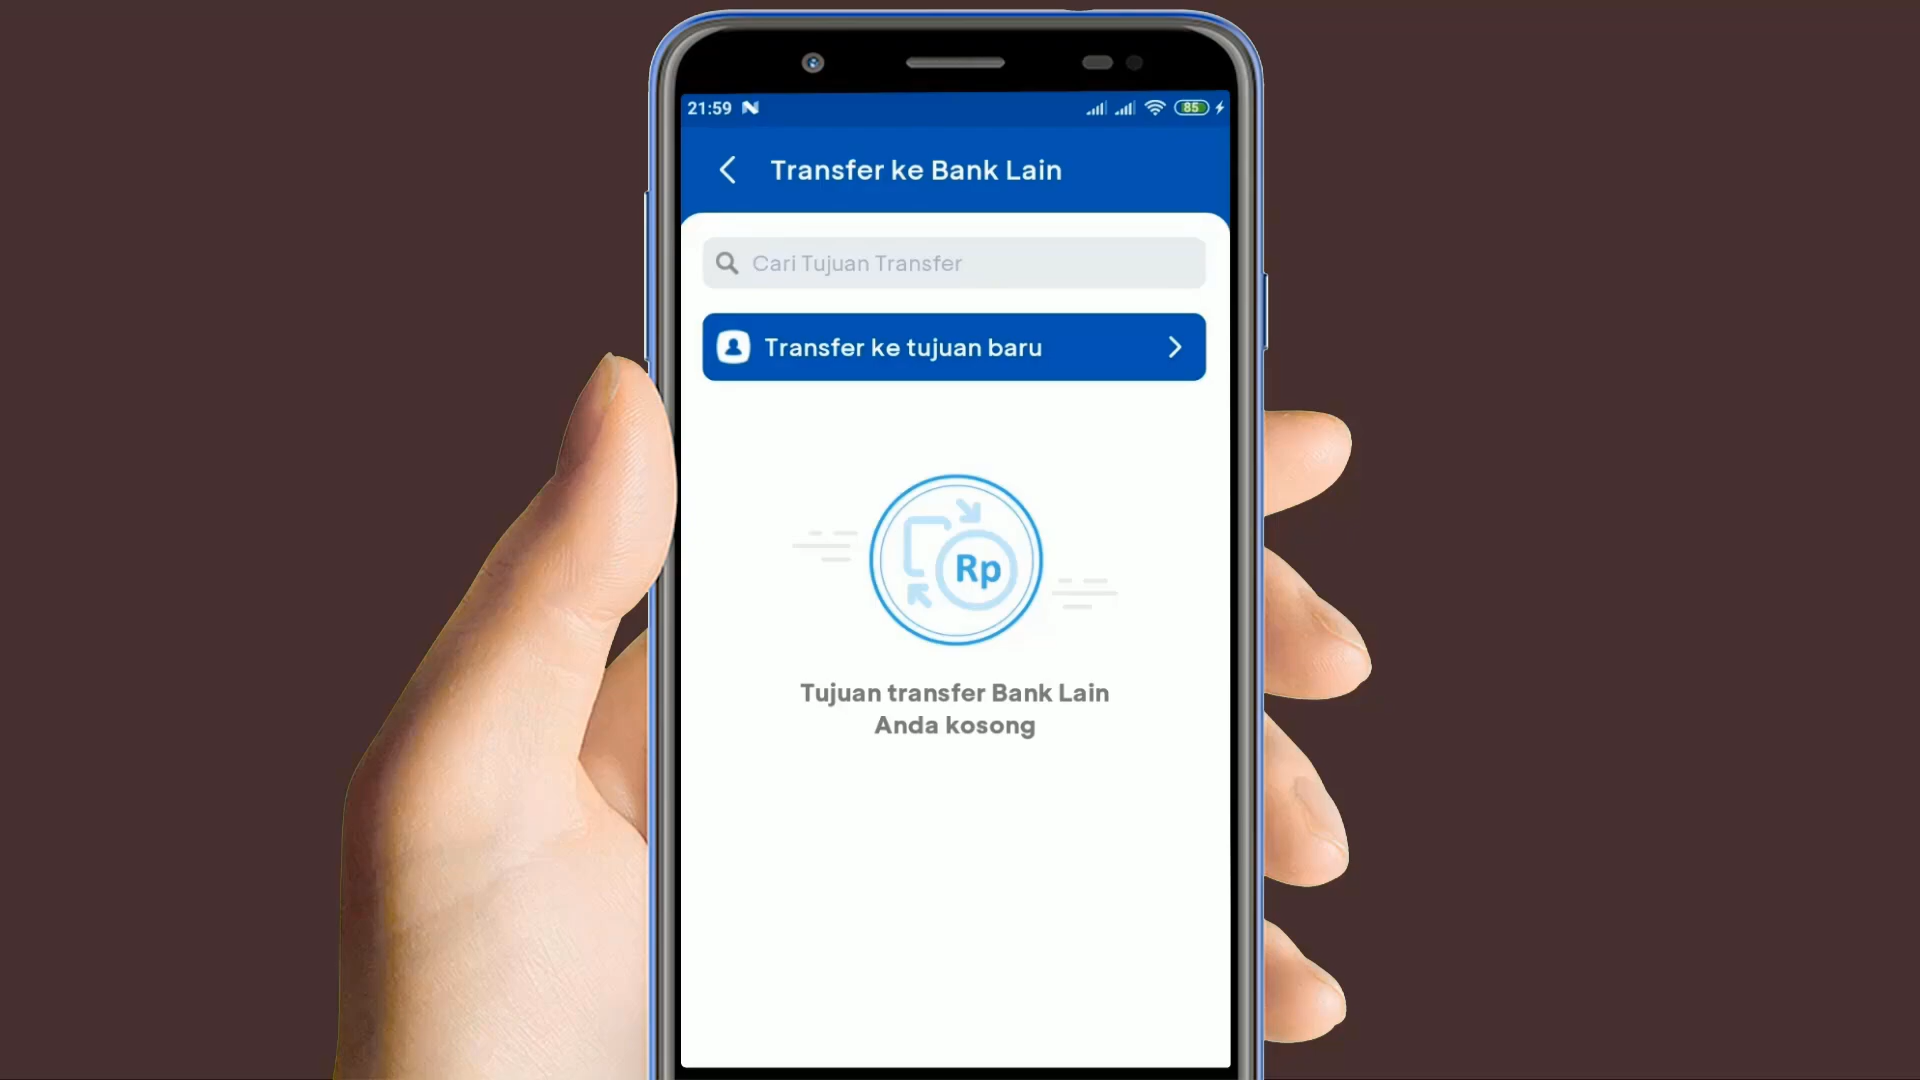 21:59
85
Transfer ke Bank Lain
Cari Tujuan Transfer
Transfer ke tujuan baru
Rp
Tujuan transfer Bank Lain
Anda kosong